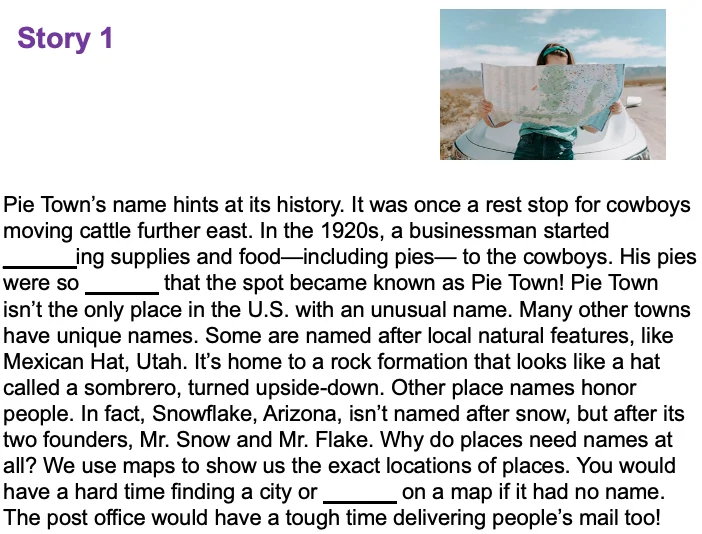 Story 1
Pie Town’s name hints at its history. It was once a rest stop for cowboys
moving cattle further east. In the 1920s, a businessman started
______ing supplies and food—including pies— to the cowboys. His pies
were so ______ that the spot became known as Pie Town! Pie Town
isn’t the only place in the U.S. with an unusual name. Many other towns
have unique names. Some are named after local natural features, like
Mexican Hat, Utah. It’s home to a rock formation that looks like a hat
called a sombrero, turned upside-down. Other place names honor
people. In fact, Snowflake, Arizona, isn’t named after snow, but after its
two founders, Mr. Snow and Mr. Flake. Why do places need names at
all? We use maps to show us the exact locations of places. You would
have a hard time finding a city or ______ on a map if it had no name.
The post office would have a tough time delivering people’s mail too!